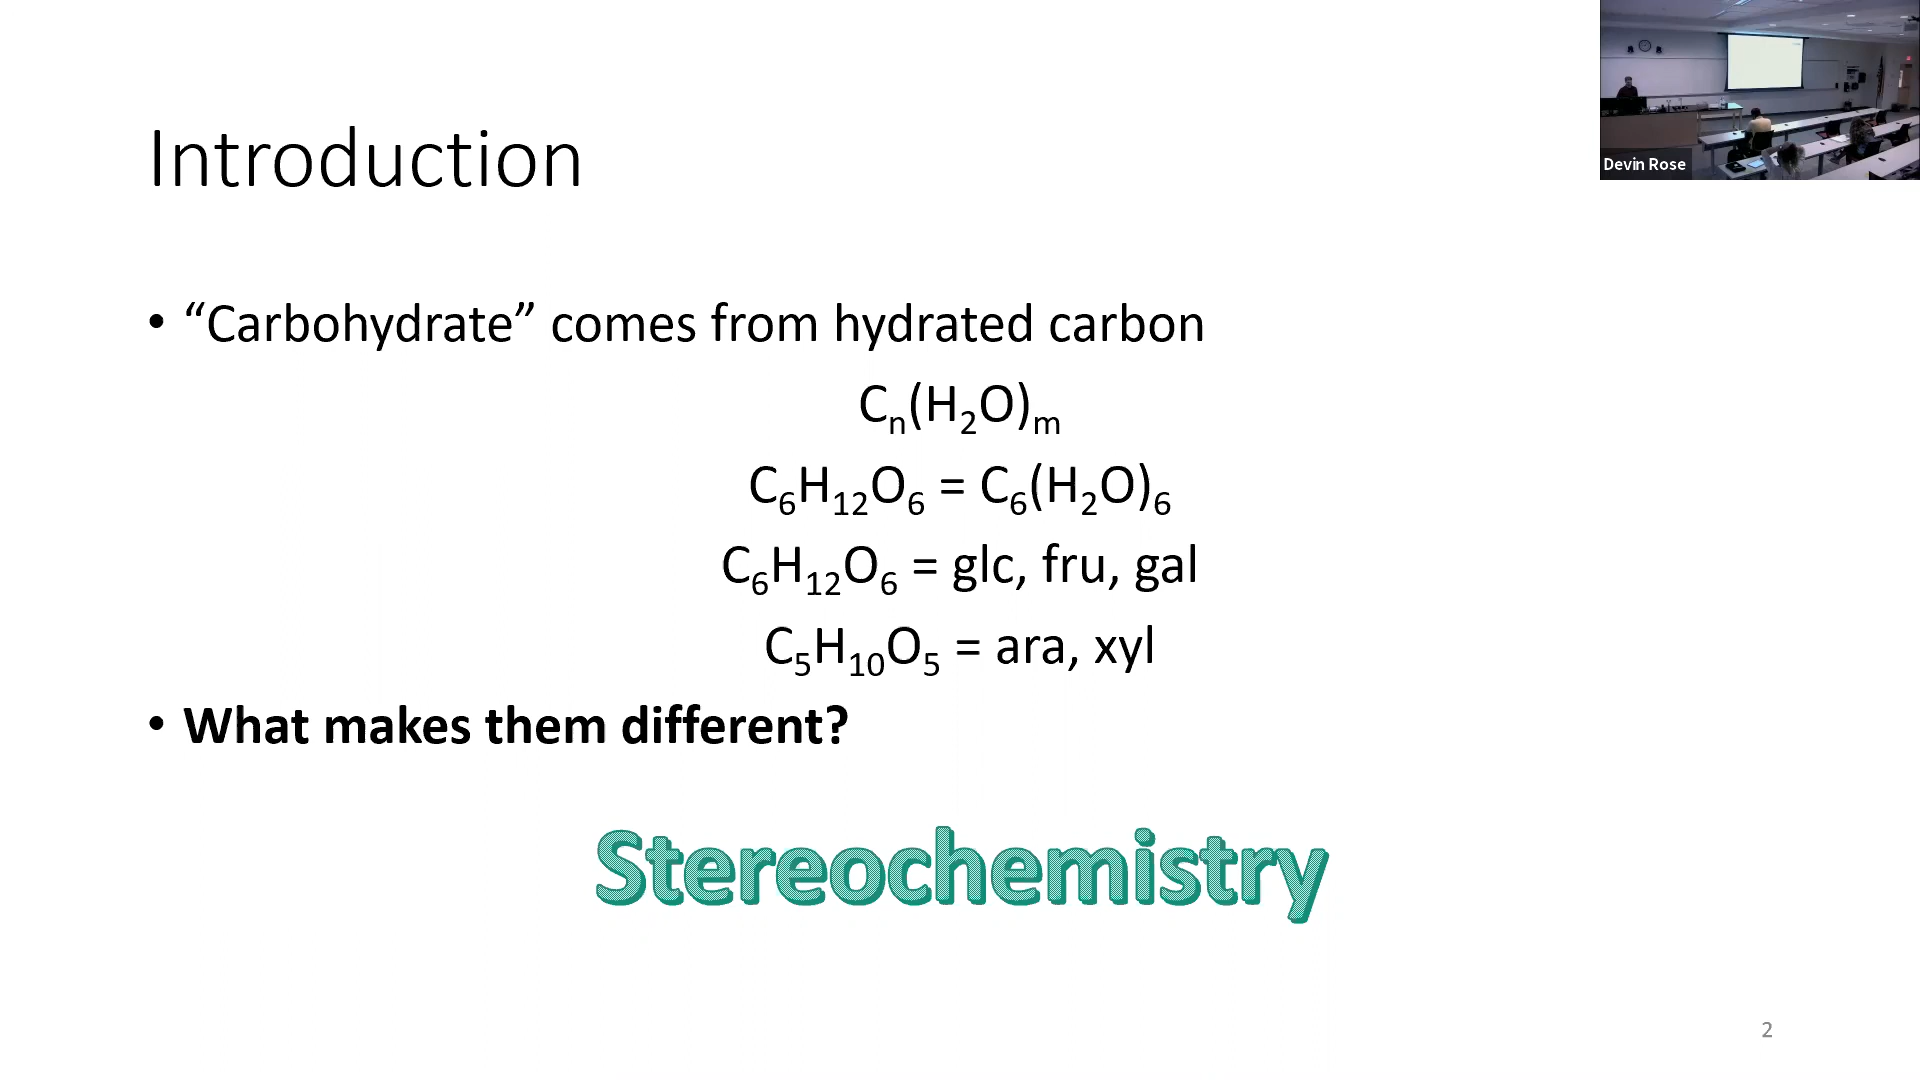 Introduction
Devin Rose
• “Carbohydrate” comes from hydrated carbon
Cₙ(H₂O)ₘ
C₆H₁₂O₆ = C₆(H₂O)₆
C₆H₁₂O₆ = glc, fru, gal
C₅H₁₀O₅ = ara, xyl
• What makes them different?
Stereochemistry
2